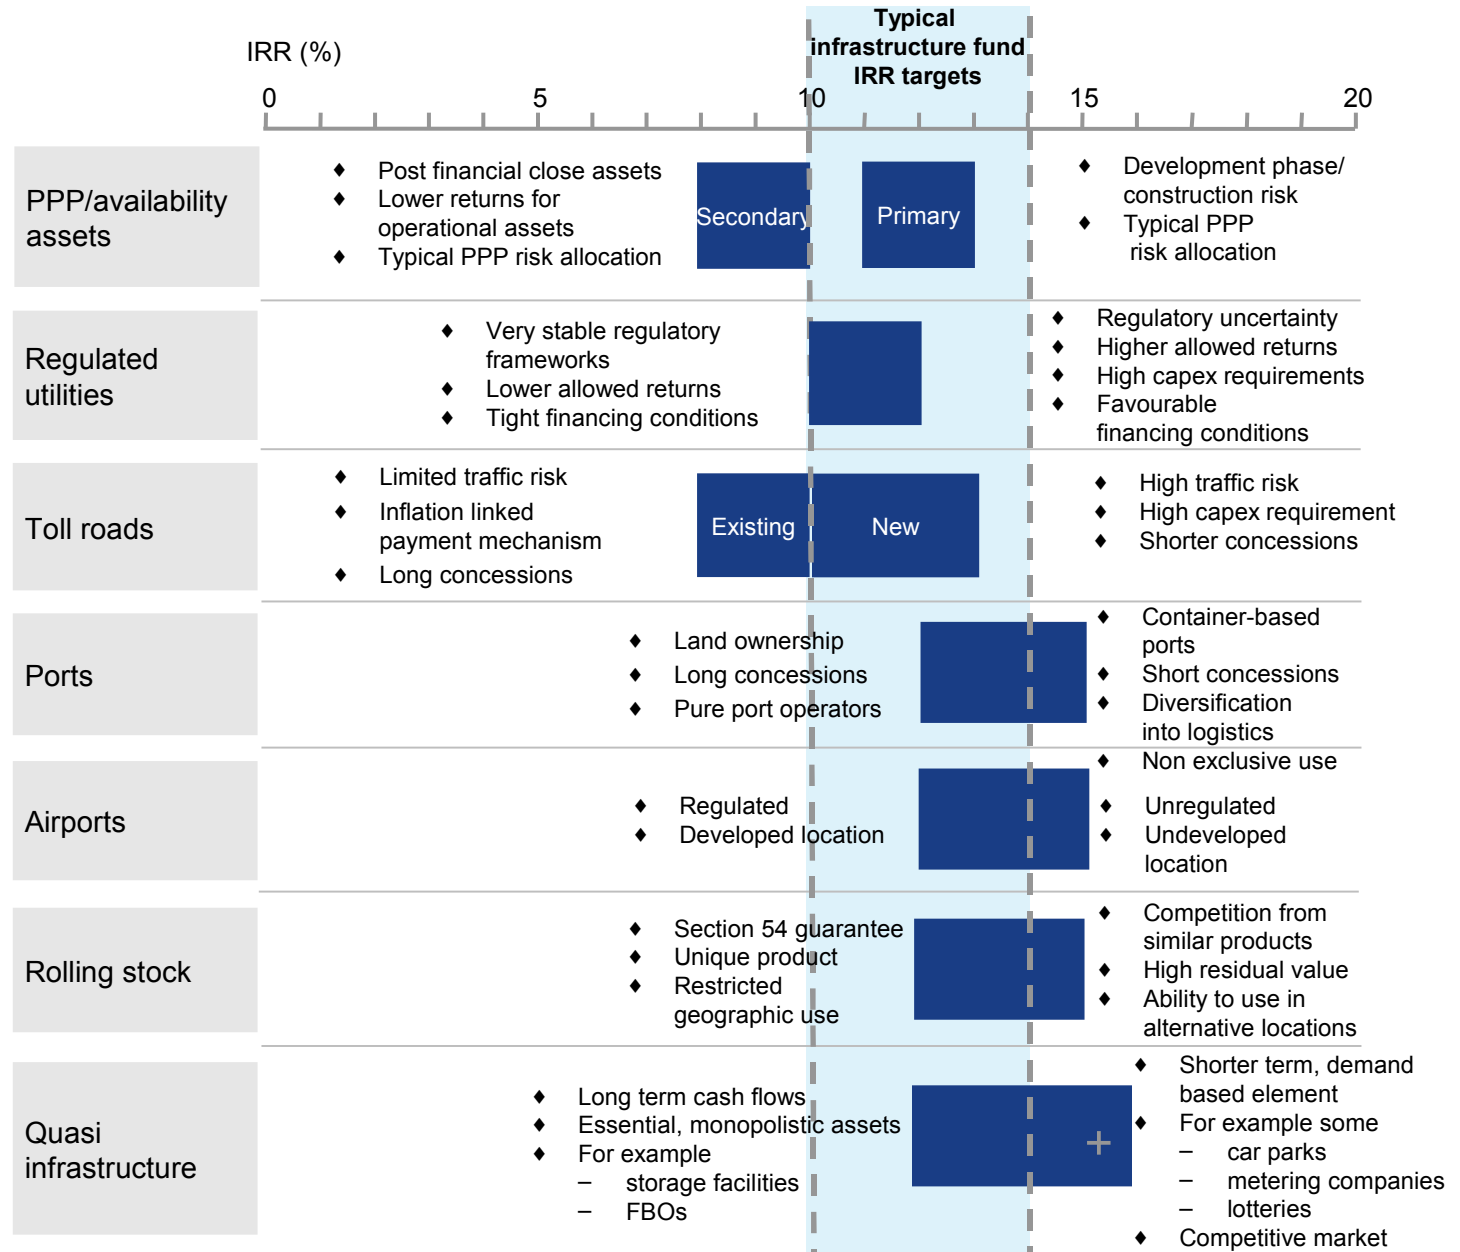 Typical
infrastructure fund
IRR targets
IRR (%)
0 5 10 15 20
PPP/availability
assets
♦ Post financial close assets
♦ Lower returns for
operational assets
♦ Typical PPP risk allocation
Secondary
Primary
♦ Development phase/
construction risk
♦ Typical PPP
risk allocation
Regulated
utilities
♦ Very stable regulatory
frameworks
♦ Lower allowed returns
♦ Tight financing conditions
♦ Regulatory uncertainty
♦ Higher allowed returns
♦ High capex requirements
♦ Favourable
financing conditions
Toll roads
♦ Limited traffic risk
♦ Inflation linked
payment mechanism
♦ Long concessions
Existing
New
♦ High traffic risk
♦ High capex requirement
♦ Shorter concessions
Ports
♦ Land ownership
♦ Long concessions
♦ Pure port operators
♦ Container-based
ports
♦ Short concessions
♦ Diversification
into logistics
♦ Non exclusive use
Airports
♦ Regulated
♦ Developed location
♦ Unregulated
♦ Undeveloped
location
Rolling stock
♦ Section 54 guarantee
♦ Unique product
♦ Restricted
geographic use
♦ Competition from
similar products
♦ High residual value
♦ Ability to use in
alternative locations
Quasi
infrastructure
♦ Long term cash flows
♦ Essential, monopolistic assets
♦ For example
– storage facilities
– FBOs
+
♦ Shorter term, demand
based element
♦ For example some
– car parks
– metering companies
– lotteries
♦ Competitive market